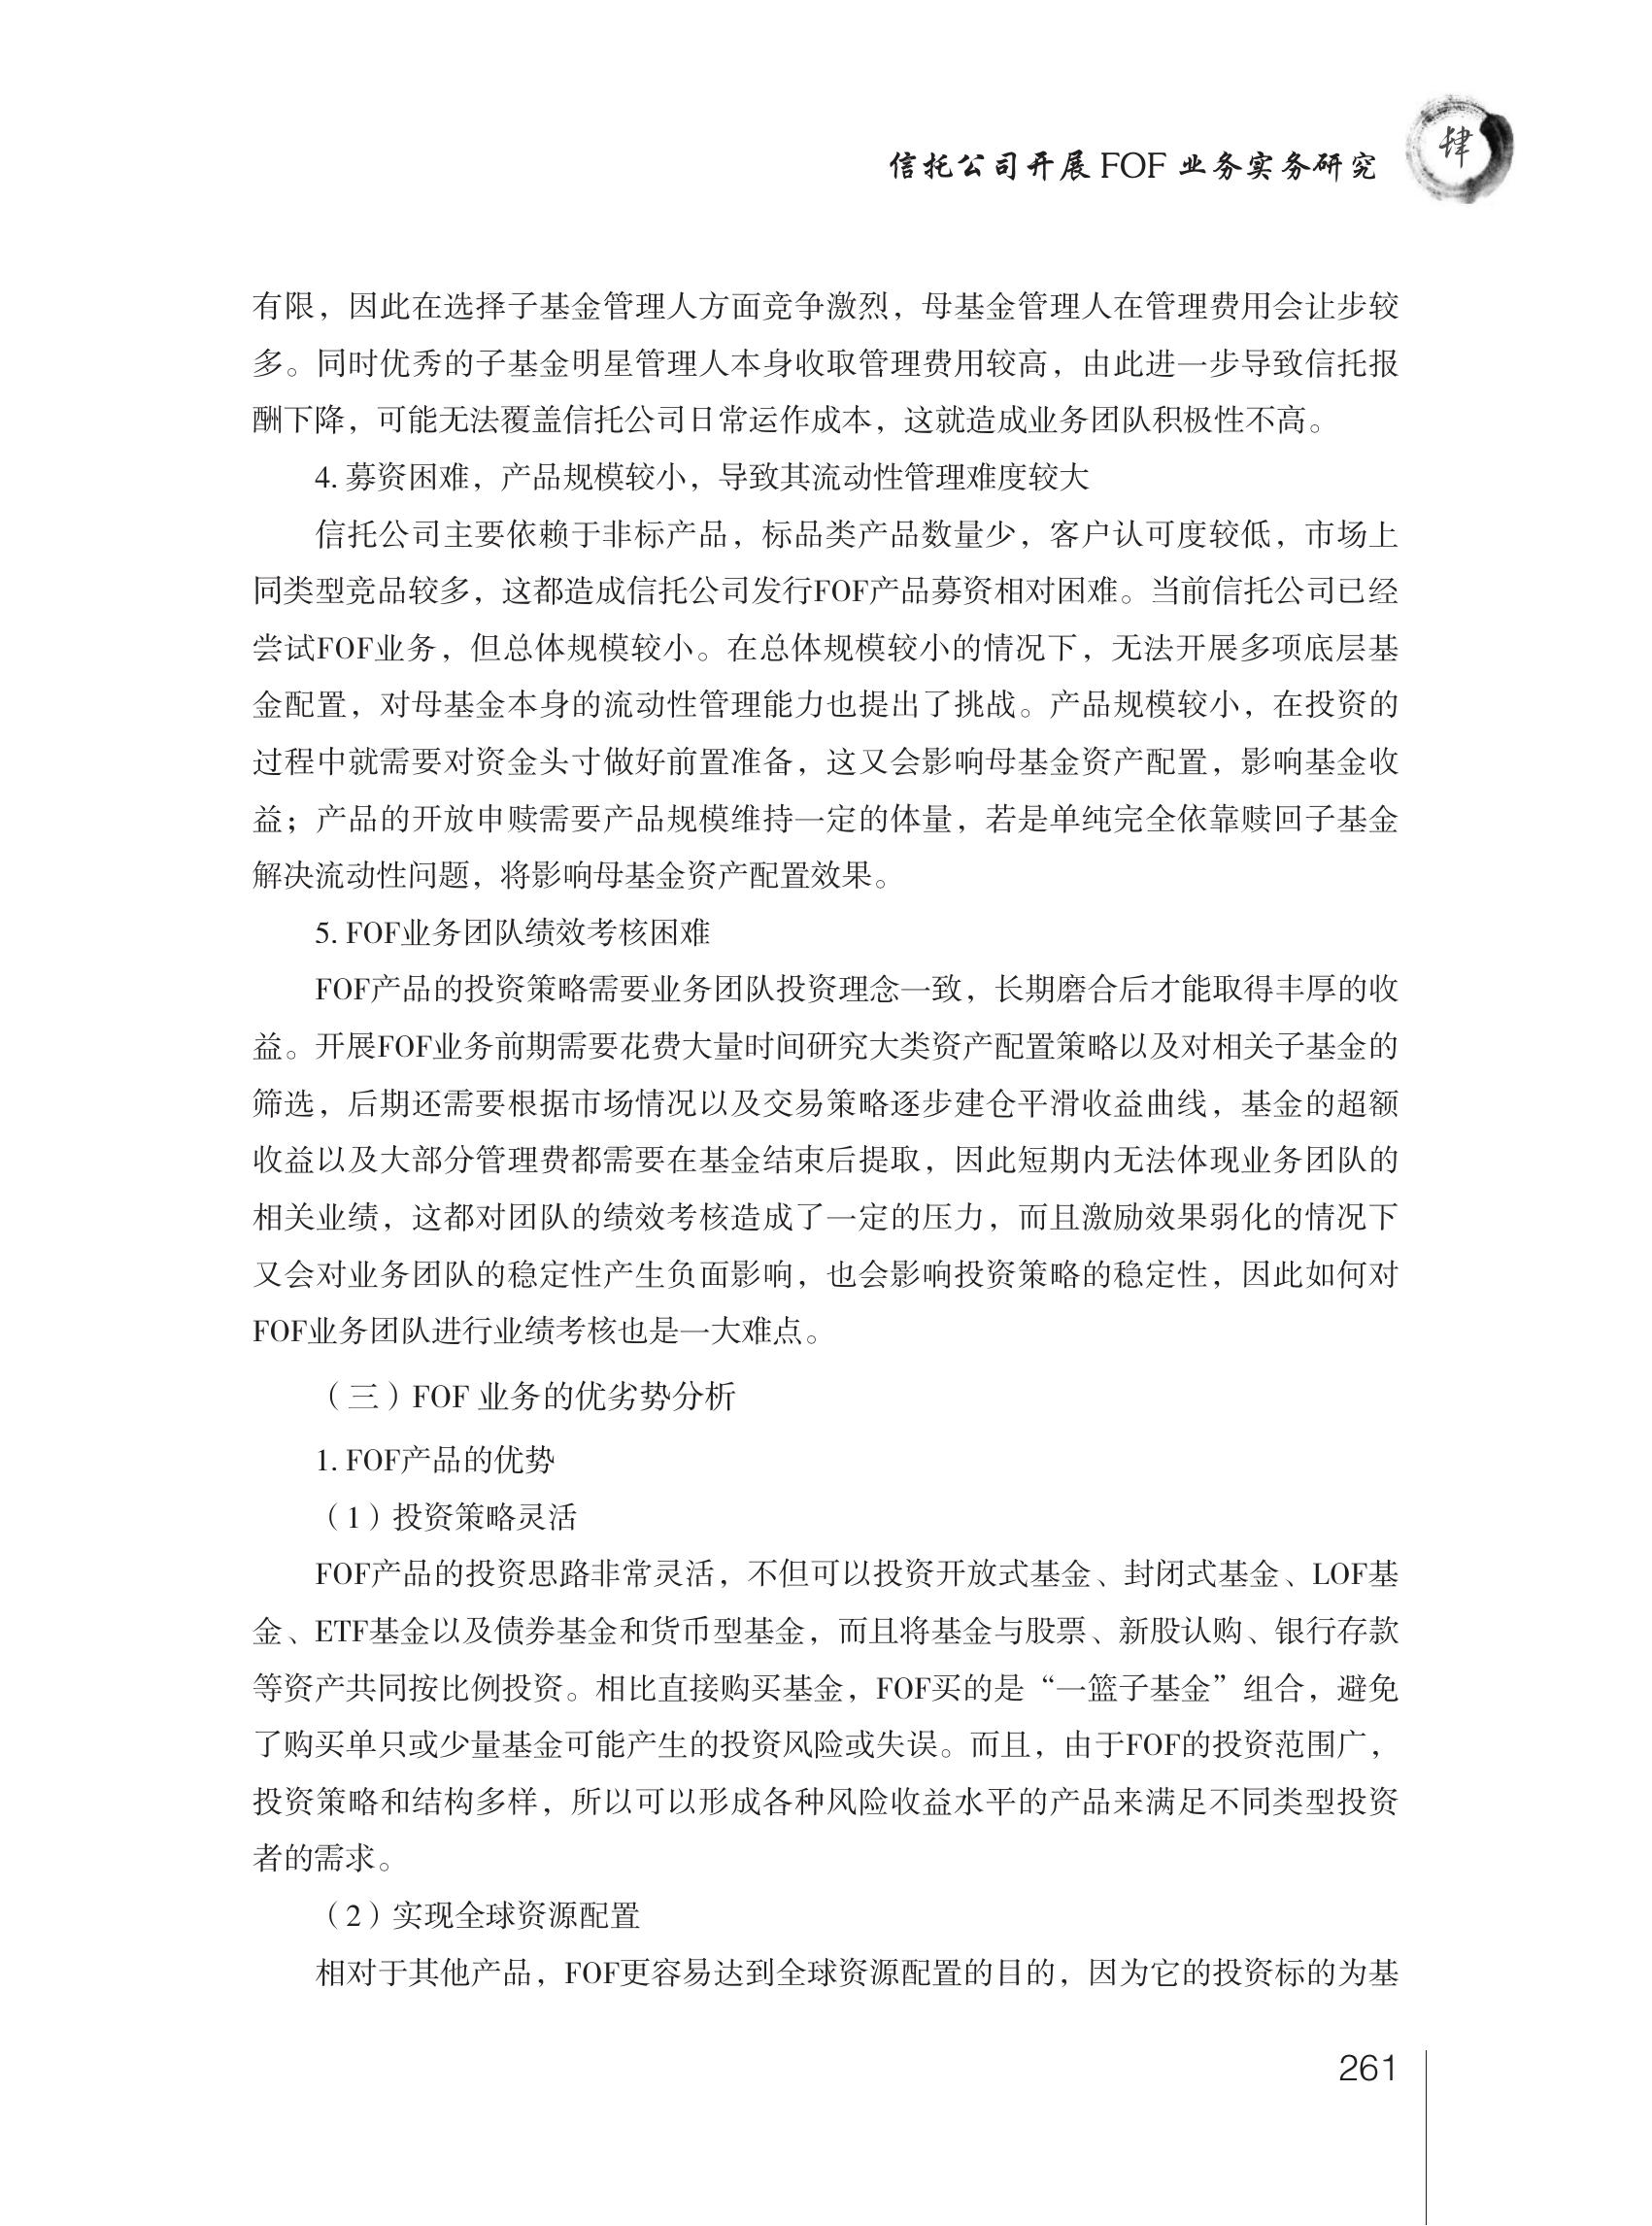 信托公司开展 FOF 业务实务研究
肆
有限，因此在选择子基金管理人方面竞争激烈，母基金管理人在管理费用会让步较
多。同时优秀的子基金明星管理人本身收取管理费用较高，由此进一步导致信托报
酬下降，可能无法覆盖信托公司日常运作成本，这就造成业务团队积极性不高。
4. 募资困难，产品规模较小，导致其流动性管理难度较大
信托公司主要依赖于非标产品，标品类产品数量少，客户认可度较低，市场上
同类型竞品较多，这都造成信托公司发行FOF产品募资相对困难。当前信托公司已经
尝试FOF业务，但总体规模较小。在总体规模较小的情况下，无法开展多项底层基
金配置，对母基金本身的流动性管理能力也提出了挑战。产品规模较小，在投资的
过程中就需要对资金头寸做好前置准备，这又会影响母基金资产配置，影响基金收
益；产品的开放申赎需要产品规模维持一定的体量，若是单纯完全依靠赎回子基金
解决流动性问题，将影响母基金资产配置效果。
5. FOF业务团队绩效考核困难
FOF产品的投资策略需要业务团队投资理念一致，长期磨合后才能取得丰厚的收
益。开展FOF业务前期需要花费大量时间研究大类资产配置策略以及对相关子基金的
筛选，后期还需要根据市场情况以及交易策略逐步建仓平滑收益曲线，基金的超额
收益以及大部分管理费都需要在基金结束后提取，因此短期内无法体现业务团队的
相关业绩，这都对团队的绩效考核造成了一定的压力，而且激励效果弱化的情况下
又会对业务团队的稳定性产生负面影响，也会影响投资策略的稳定性，因此如何对
FOF业务团队进行业绩考核也是一大难点。
（三）FOF 业务的优劣势分析
1. FOF产品的优势
（1）投资策略灵活
FOF产品的投资思路非常灵活，不但可以投资开放式基金、封闭式基金、LOF基
金、ETF基金以及债券基金和货币型基金，而且将基金与股票、新股认购、银行存款
等资产共同按比例投资。相比直接购买基金，FOF买的是“一篮子基金”组合，避免
了购买单只或少量基金可能产生的投资风险或失误。而且，由于FOF的投资范围广，
投资策略和结构多样，所以可以形成各种风险收益水平的产品来满足不同类型投资
者的需求。
（2）实现全球资源配置
相对于其他产品，FOF更容易达到全球资源配置的目的，因为它的投资标的为基
261